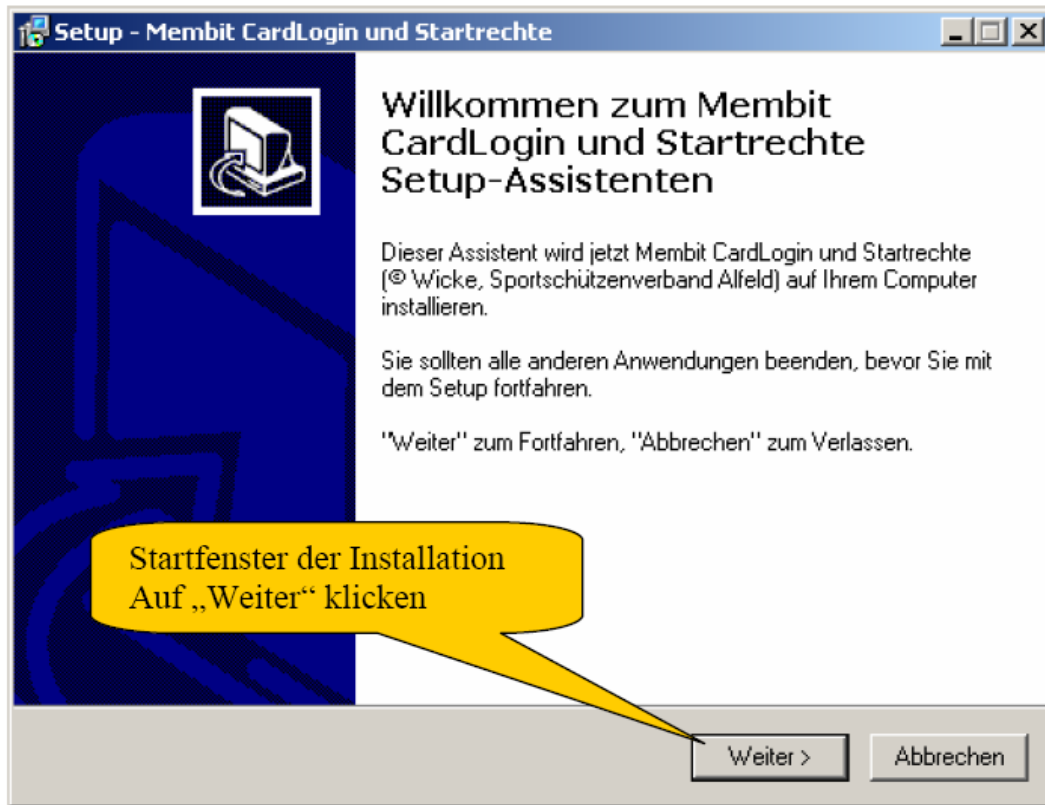 Setup - Membit CardLogin und Startrechte
Willkommen zum Membit
CardLogin und Startrechte
Setup-Assistenten
Dieser Assistent wird jetzt Membit CardLogin und Startrechte
(© Wicke, Sportschützenverband Alfeld) auf Ihrem Computer
installieren.
Sie sollten alle anderen Anwendungen beenden, bevor Sie mit
dem Setup fortfahren.
"Weiter" zum Fortfahren, "Abbrechen" zum Verlassen.
Startfenster der Installation
Auf „Weiter“ klicken
Weiter >
Abbrechen